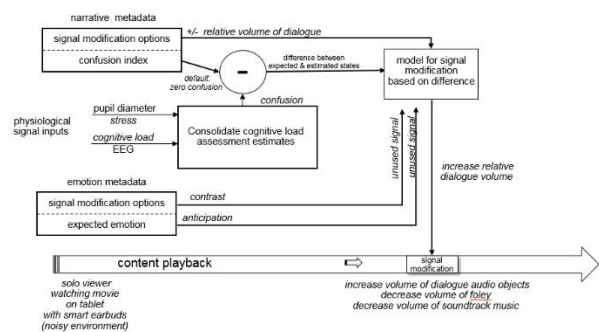 narrative metadata
signal modification options
confusion index
+/- relative volume of dialogue
-
difference between
expected & estimated states
default:
zero confusion
model for signal
modification
based on difference
confusion
physiological
signal inputs
pupil diameter
stress
cognitive load
EEG
Consolidate cognitive load
assessment estimates
unused signal
unused signal
increase relative
dialogue volume
emotion metadata
signal modification options
expected emotion
contrast
anticipation
content playback
signal
modification
solo viewer
watching movie
on tablet
with smart earbuds
(noisy environment)
increase volume of dialogue audio objects
decrease volume of foley
decrease volume of soundtrack music